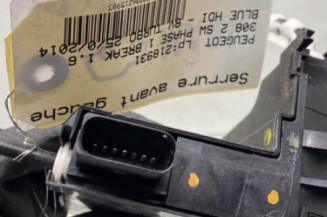 Serrure avant gauche
LD:218931
PEUGEOT
308 2 SW PHASE 1 BREAK 1.6
BLUE HDI - 8V TURBO 25/0/2014